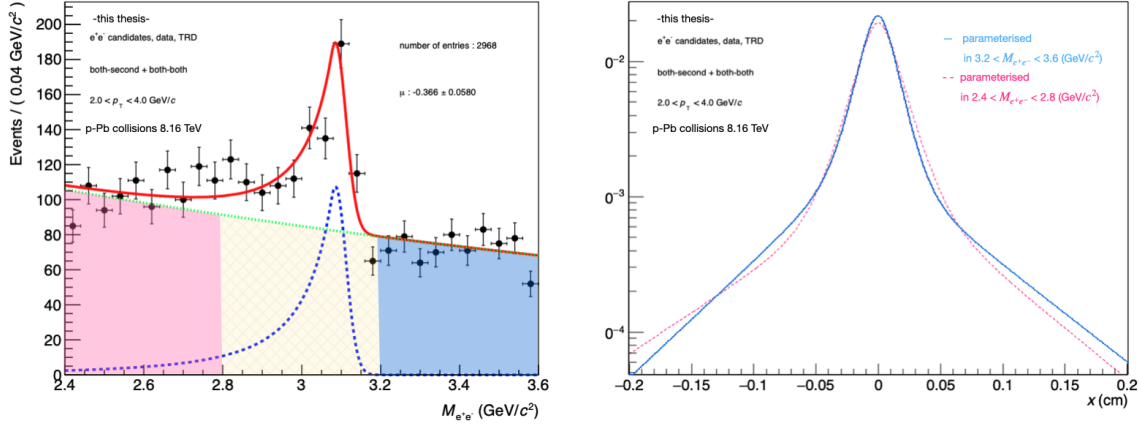 -this thesis-
e⁺e⁻ candidates, data, TRD
both-second + both-both
2.0 < pT < 4.0 GeV/c
p-Pb collisions 8.16 TeV
number of entries : 2968
μ : -0.366 ± 0.0580
Events / ( 0.04 GeV/c² )
200
180
160
140
120
100
80
60
40
20
0
2.4
2.6
2.8
3
3.2
3.4
3.6
Me⁺e⁻ (GeV/c²)
-this thesis-
e⁺e⁻ candidates, data, TRD
both-second + both-both
2.0 < pT < 4.0 GeV/c
p-Pb collisions 8.16 TeV
parameterised
in 3.2 < Me⁺e⁻ < 3.6 (GeV/c²)
parameterised
in 2.4 < Me⁺e⁻ < 2.8 (GeV/c²)
0⁻²
0⁻³
0⁻⁴
-0.2
-0.15
-0.1
-0.05
0
0.05
0.1
0.15
0.2
x (cm)